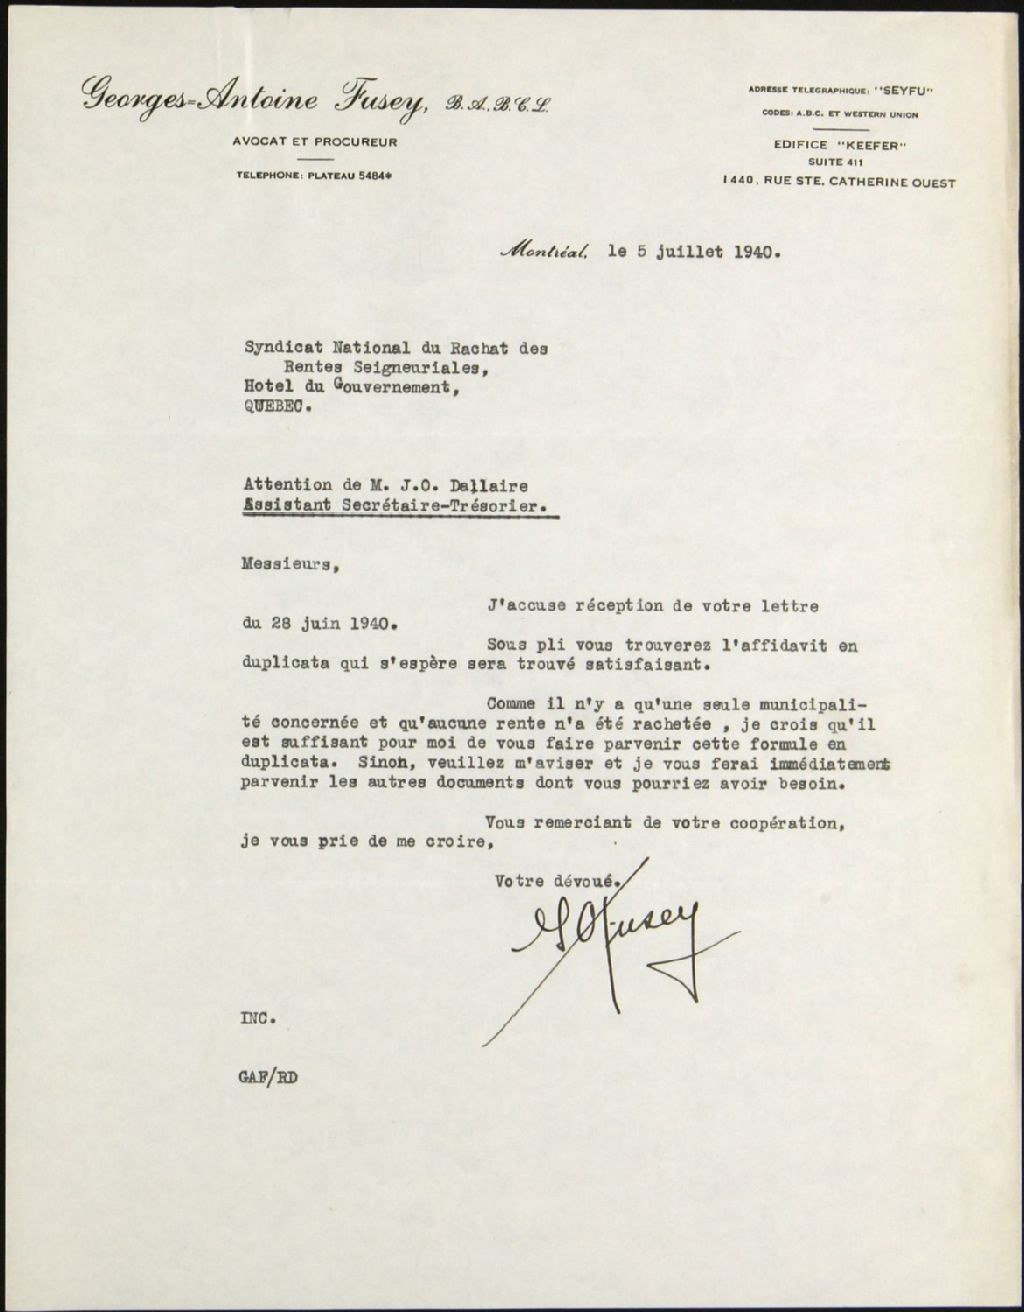 Georges-Antoine Fusey, B.A., B.C.L.
AVOCAT ET PROCUREUR
TELEPHONE: PLATEAU 5484*
ADRESSE TELEGRAPHIQUE: "SEYFU"
CODES: A.B.C. ET WESTERN UNION
EDIFICE "KEEFER"
SUITE 411
1440, RUE STE. CATHERINE OUEST
Montréal, le 5 juillet 1940.
Syndicat National du Rachat des
Rentes Seigneuriales,
Hotel du Gouvernement,
QUEBEC.
Attention de M. J.O. Dallaire
Assistant Secrétaire-Trésorier.
Messieurs,
J'accuse réception de votre lettre
du 28 juin 1940.
Sous pli vous trouverez l'affidavit en
duplicata qui s'espère sera trouvé satisfaisant.
Comme il n'y a qu'une seule municipali-
té concernée et qu'aucune rente n'a été rachetée , je crois qu'il
est suffisant pour moi de vous faire parvenir cette formule en
duplicata. Sinon, veuillez m'aviser et je vous ferai immédiatement
parvenir les autres documents dont vous pourriez avoir besoin.
Vous remerciant de votre coopération,
je vous prie de me croire,
Votre dévoué.
GAFusey
INC.
GAF/RD